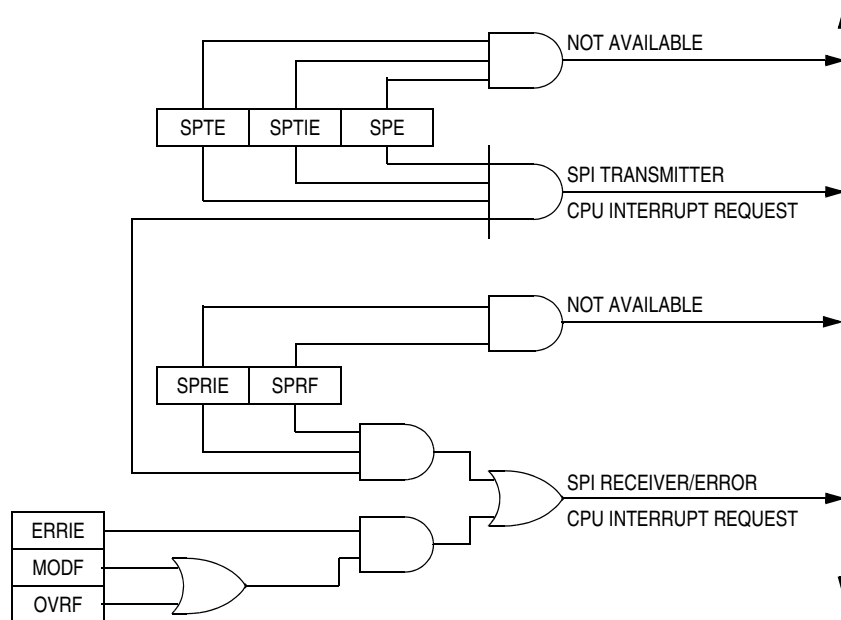 NOT AVAILABLE
SPTE SPTIE SPE
SPI TRANSMITTER
CPU INTERRUPT REQUEST
NOT AVAILABLE
SPRIE SPRF
SPI RECEIVER/ERROR
CPU INTERRUPT REQUEST
ERRIE
MODF
OVRF